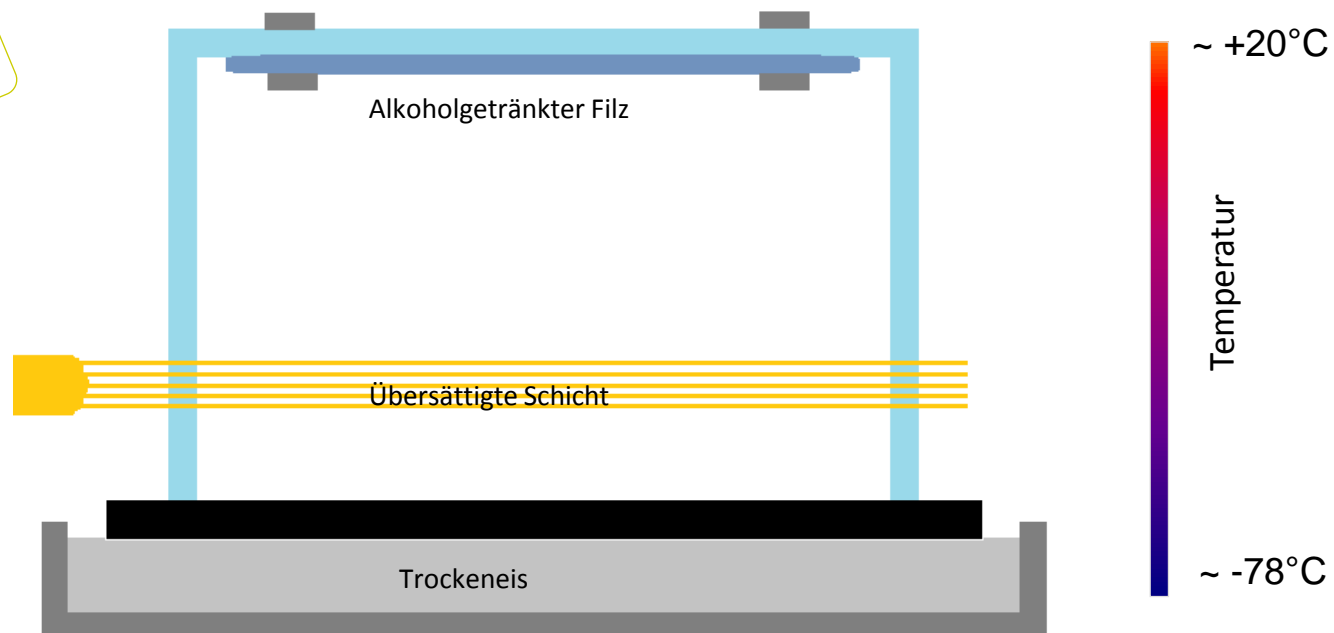 ~ +20°C
Alkoholgetränkter Filz
Temperatur
Übersättigte Schicht
Trockeneis
~ -78°C